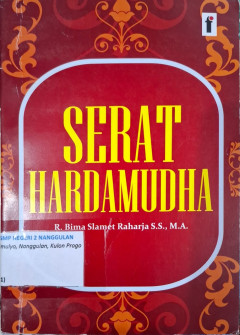 f
SERAT
HARDAMUDHA
R. Bima Slamet Raharja S.S., M.A.
SMP NEGERI 2 NANGGULAN
Nanggulan, Kulon Progo